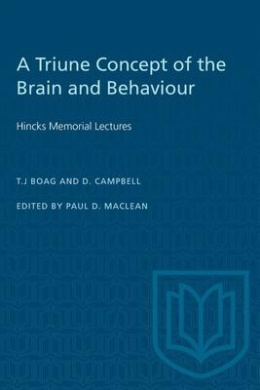 A Triune Concept of the
Brain and Behaviour
Hincks Memorial Lectures
T.J BOAG AND D. CAMPBELL
EDITED BY PAUL D. MACLEAN